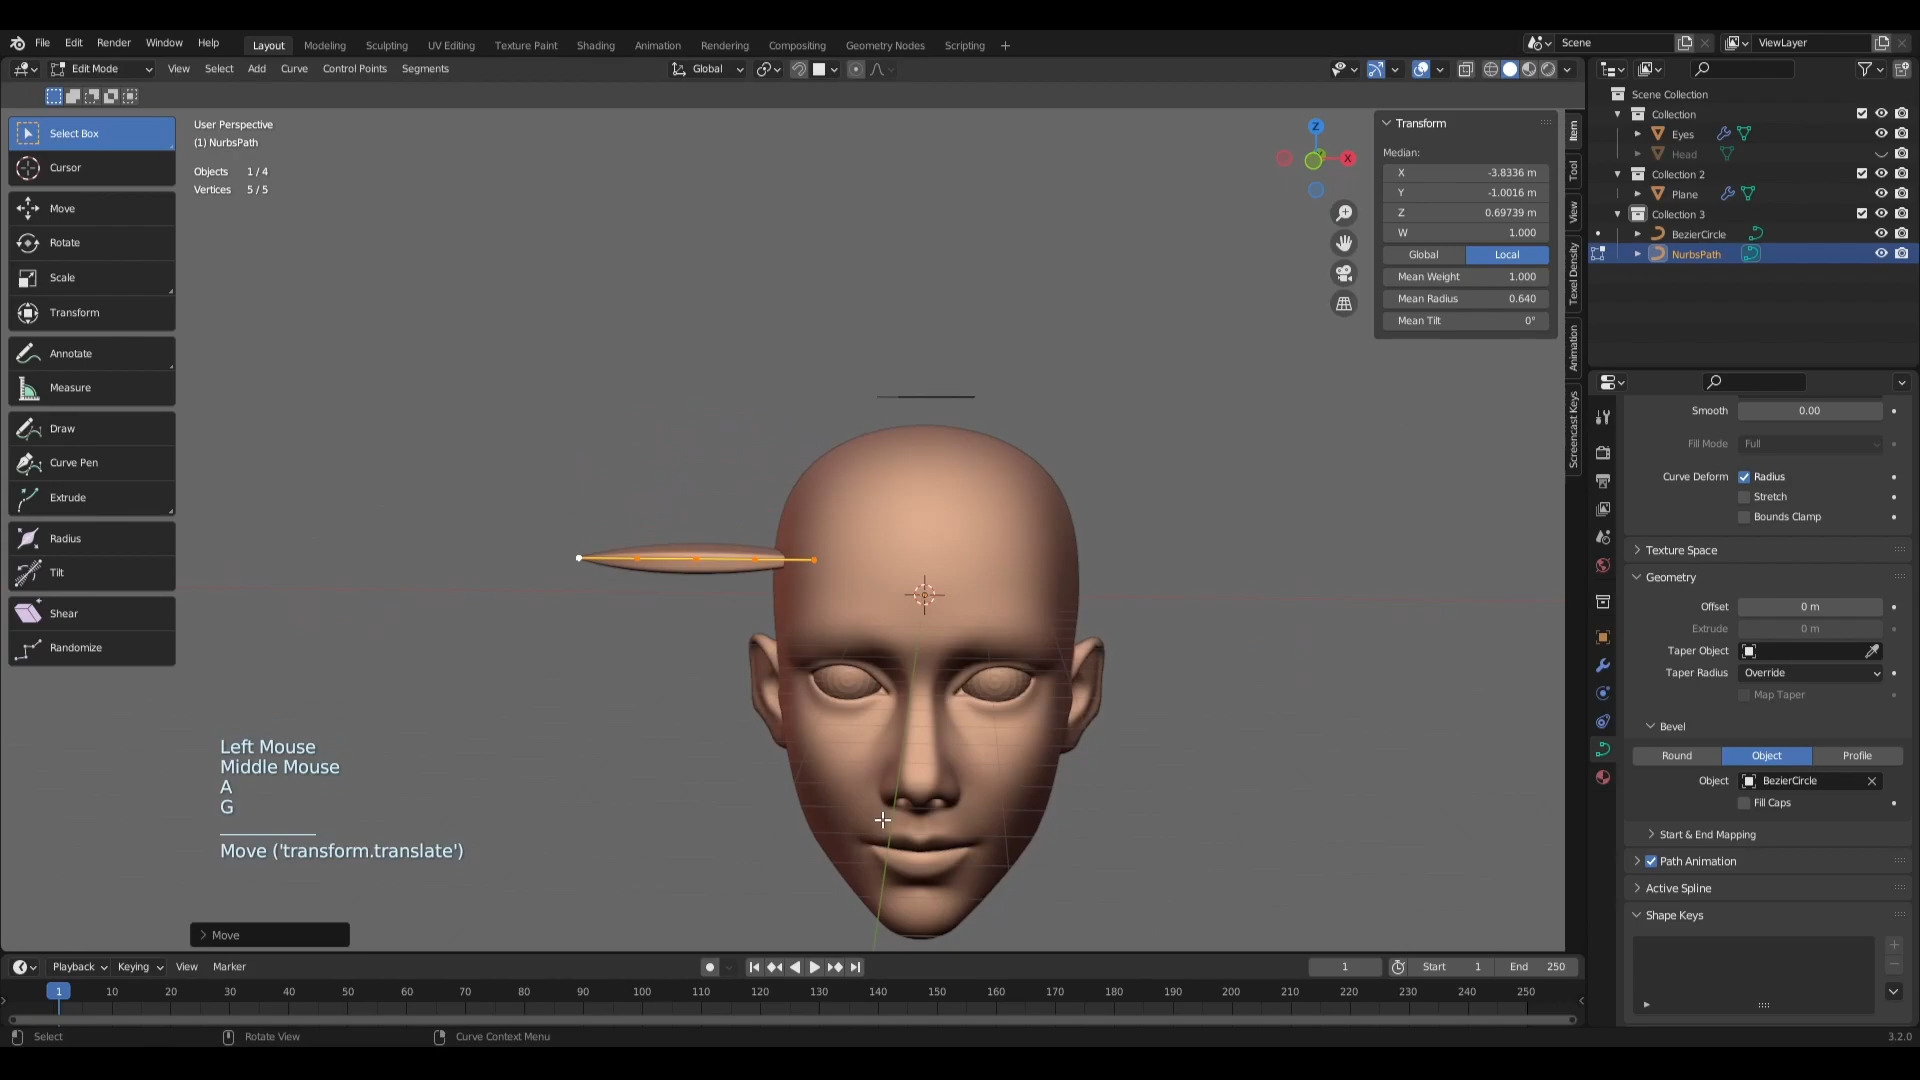 File Edit Render Window Help Layout Modeling Sculpting UV Editing Texture Paint Shading Animation Rendering Compositing Geometry Nodes Scripting + Scene ViewLayer
Edit Mode View Select Add Curve Control Points Segments Global
Select Box
Cursor
Move
Rotate
Scale
Transform
Annotate
Measure
Draw
Curve Pen
Extrude
Radius
Tilt
Shear
Randomize
User Perspective
(1) NurbsPath
Objects 1 / 4
Vertices 5 / 5
Z
X
Transform
Median:
X -3.8336 m
Y -1.0016 m
Z 0.69739 m
W 1.000
Global Local
Mean Weight 1.000
Mean Radius 0.640
Mean Tilt 0°
Item
Tool
View
Texel Density
Animation
Screencast Keys
Scene Collection
Collection
Eyes
Head
Collection 2
Plane
Collection 3
BezierCircle
NurbsPath
Smooth 0.00
Fill Mode Full
Curve Deform Radius
Stretch
Bounds Clamp
Texture Space
Geometry
Offset 0 m
Extrude 0 m
Taper Object
Taper Radius Override
Map Taper
Bevel
Round Object Profile
Object BezierCircle
Fill Caps
Start & End Mapping
Path Animation
Active Spline
Shape Keys
Left Mouse
Middle Mouse
A
G
Move ('transform.translate')
Move
Playback Keying View Marker 1 Start 1 End 250
1 10 20 30 40 50 60 70 80 90 100 110 120 130 140 150 160 170 180 190 200 210 220 230 240 250
Select Rotate View Curve Context Menu 3.2.0